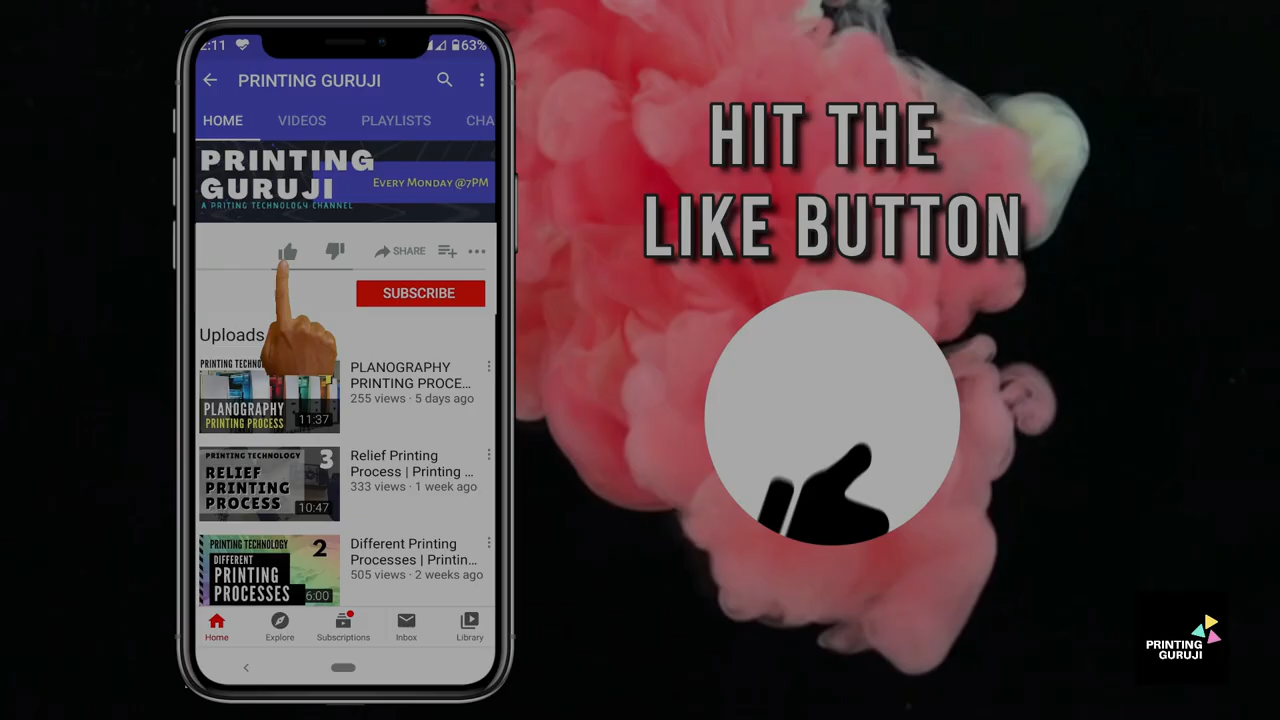 2:11
63%
PRINTING GURUJI
HOME VIDEOS PLAYLISTS CHA
PRINTING
GURUJI
EVERY MONDAY @7PM
A PRITING TECHNOLOGY CHANNEL
SHARE
SUBSCRIBE
Uploads
PRINTING TECHNO
PLANOGRAPHY
PRINTING PROCESS
11:37
PLANOGRAPHY
PRINTING PROCE...
255 views · 5 days ago
PRINTING TECHNOLOGY
3
RELIEF
PRINTING
PROCESS
10:47
Relief Printing
Process | Printing ...
333 views · 1 week ago
PRINTING TECHNOLOGY
2
DIFFERENT
PRINTING
PROCESSES
6:00
Different Printing
Processes | Printin...
505 views · 2 weeks ago
Home Explore Subscriptions Inbox Library
HIT THE
LIKE BUTTON
PRINTING
GURUJI